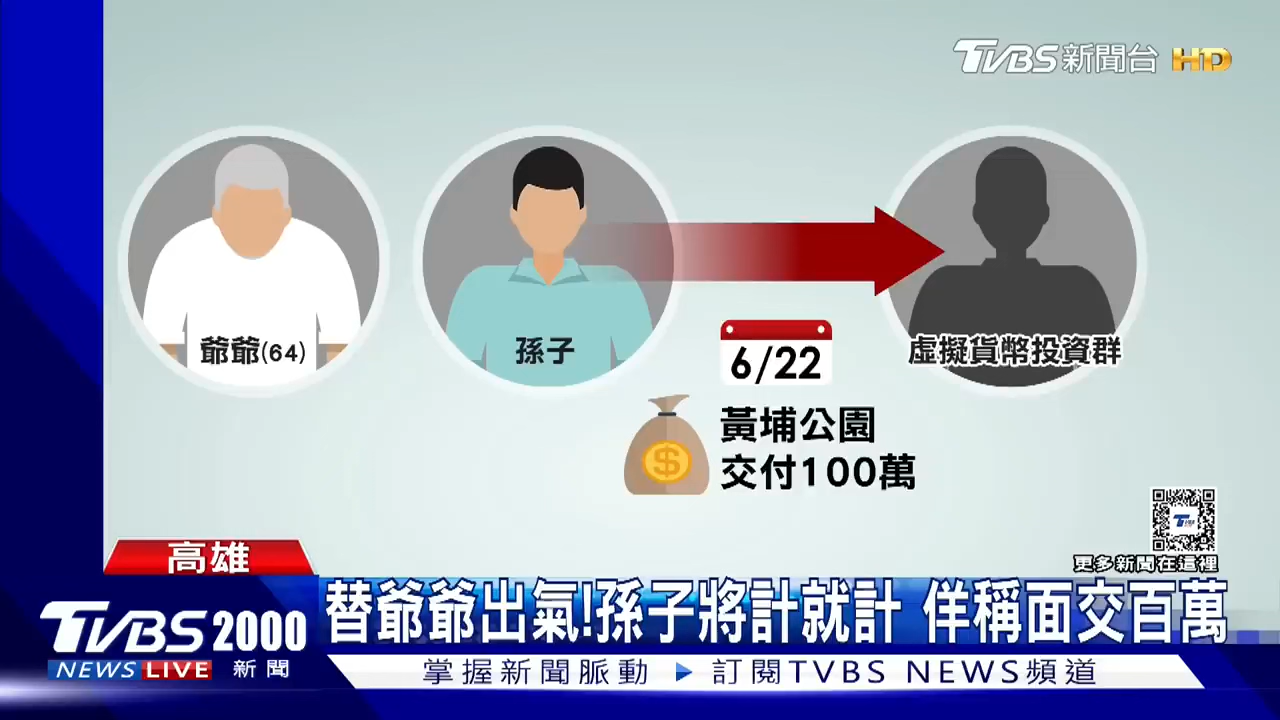 TVBS新聞台 HD
爺爺(64)
孫子
虛擬貨幣投資群
6/22
黃埔公園
交付100萬
TVBS
更多新聞在這裡
高雄
替爺爺出氣!孫子將計就計 佯稱面交百萬
TVBS 2000
NEWS LIVE 新聞
掌握新聞脈動 ▶ 訂閱TVBS NEWS頻道